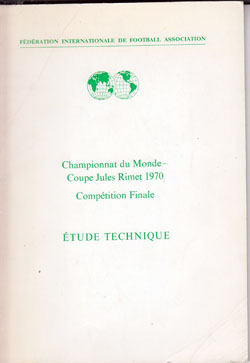 FÉDÉRATION INTERNATIONALE DE FOOTBALL ASSOCIATION
Championnat du Monde –
Coupe Jules Rimet 1970
Compétition Finale
ÉTUDE TECHNIQUE